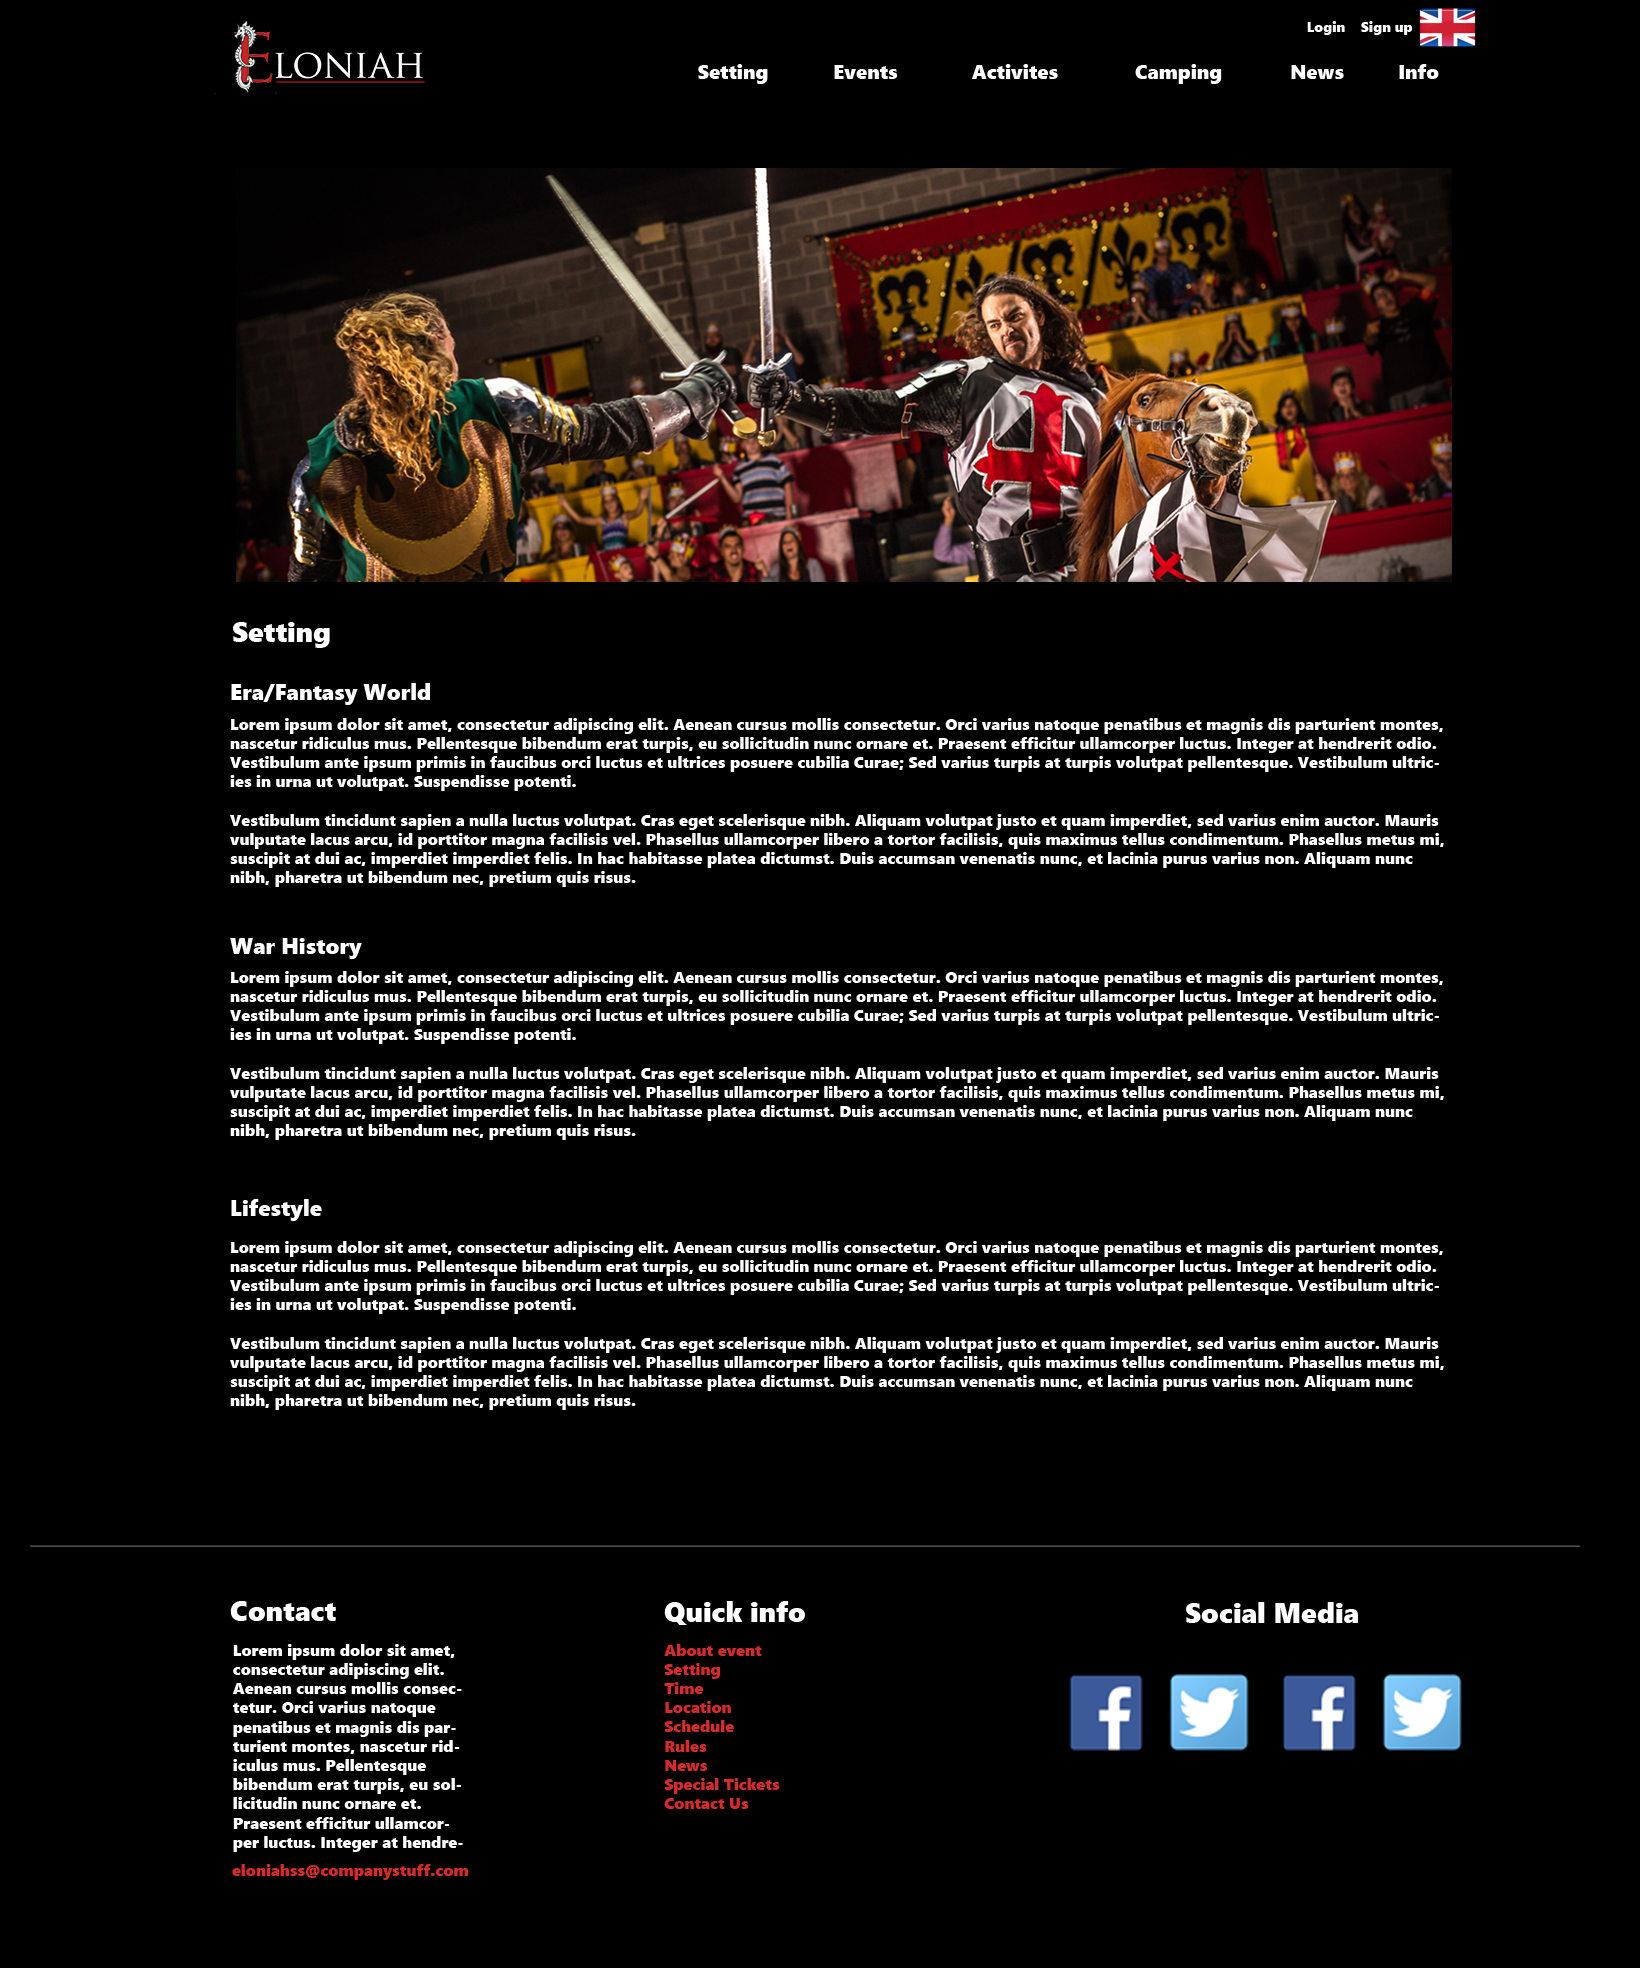 Login Sign up
ELONIAH
Setting Events Activites Camping News Info
Setting
Era/Fantasy World
Lorem ipsum dolor sit amet, consectetur adipiscing elit. Aenean cursus mollis consectetur. Orci varius natoque penatibus et magnis dis parturient montes,
nascetur ridiculus mus. Pellentesque bibendum erat turpis, eu sollicitudin nunc ornare et. Praesent efficitur ullamcorper luctus. Integer at hendrerit odio.
Vestibulum ante ipsum primis in faucibus orci luctus et ultrices posuere cubilia Curae; Sed varius turpis at turpis volutpat pellentesque. Vestibulum ultric-
ies in urna ut volutpat. Suspendisse potenti.
Vestibulum tincidunt sapien a nulla luctus volutpat. Cras eget scelerisque nibh. Aliquam volutpat justo et quam imperdiet, sed varius enim auctor. Mauris
vulputate lacus arcu, id porttitor magna facilisis vel. Phasellus ullamcorper libero a tortor facilisis, quis maximus tellus condimentum. Phasellus metus mi,
suscipit at dui ac, imperdiet imperdiet felis. In hac habitasse platea dictumst. Duis accumsan venenatis nunc, et lacinia purus varius non. Aliquam nunc
nibh, pharetra ut bibendum nec, pretium quis risus.
War History
Lorem ipsum dolor sit amet, consectetur adipiscing elit. Aenean cursus mollis consectetur. Orci varius natoque penatibus et magnis dis parturient montes,
nascetur ridiculus mus. Pellentesque bibendum erat turpis, eu sollicitudin nunc ornare et. Praesent efficitur ullamcorper luctus. Integer at hendrerit odio.
Vestibulum ante ipsum primis in faucibus orci luctus et ultrices posuere cubilia Curae; Sed varius turpis at turpis volutpat pellentesque. Vestibulum ultric-
ies in urna ut volutpat. Suspendisse potenti.
Vestibulum tincidunt sapien a nulla luctus volutpat. Cras eget scelerisque nibh. Aliquam volutpat justo et quam imperdiet, sed varius enim auctor. Mauris
vulputate lacus arcu, id porttitor magna facilisis vel. Phasellus ullamcorper libero a tortor facilisis, quis maximus tellus condimentum. Phasellus metus mi,
suscipit at dui ac, imperdiet imperdiet felis. In hac habitasse platea dictumst. Duis accumsan venenatis nunc, et lacinia purus varius non. Aliquam nunc
nibh, pharetra ut bibendum nec, pretium quis risus.
Lifestyle
Lorem ipsum dolor sit amet, consectetur adipiscing elit. Aenean cursus mollis consectetur. Orci varius natoque penatibus et magnis dis parturient montes,
nascetur ridiculus mus. Pellentesque bibendum erat turpis, eu sollicitudin nunc ornare et. Praesent efficitur ullamcorper luctus. Integer at hendrerit odio.
Vestibulum ante ipsum primis in faucibus orci luctus et ultrices posuere cubilia Curae; Sed varius turpis at turpis volutpat pellentesque. Vestibulum ultric-
ies in urna ut volutpat. Suspendisse potenti.
Vestibulum tincidunt sapien a nulla luctus volutpat. Cras eget scelerisque nibh. Aliquam volutpat justo et quam imperdiet, sed varius enim auctor. Mauris
vulputate lacus arcu, id porttitor magna facilisis vel. Phasellus ullamcorper libero a tortor facilisis, quis maximus tellus condimentum. Phasellus metus mi,
suscipit at dui ac, imperdiet imperdiet felis. In hac habitasse platea dictumst. Duis accumsan venenatis nunc, et lacinia purus varius non. Aliquam nunc
nibh, pharetra ut bibendum nec, pretium quis risus.
Contact
Lorem ipsum dolor sit amet,
consectetur adipiscing elit.
Aenean cursus mollis consec-
tetur. Orci varius natoque
penatibus et magnis dis par-
turient montes, nascetur rid-
iculus mus. Pellentesque
bibendum erat turpis, eu sol-
licitudin nunc ornare et.
Praesent efficitur ullamcor-
per luctus. Integer at hendre-
eloniahss@companystuff.com
Quick info
About event
Setting
Time
Location
Schedule
Rules
News
Special Tickets
Contact Us
Social Media